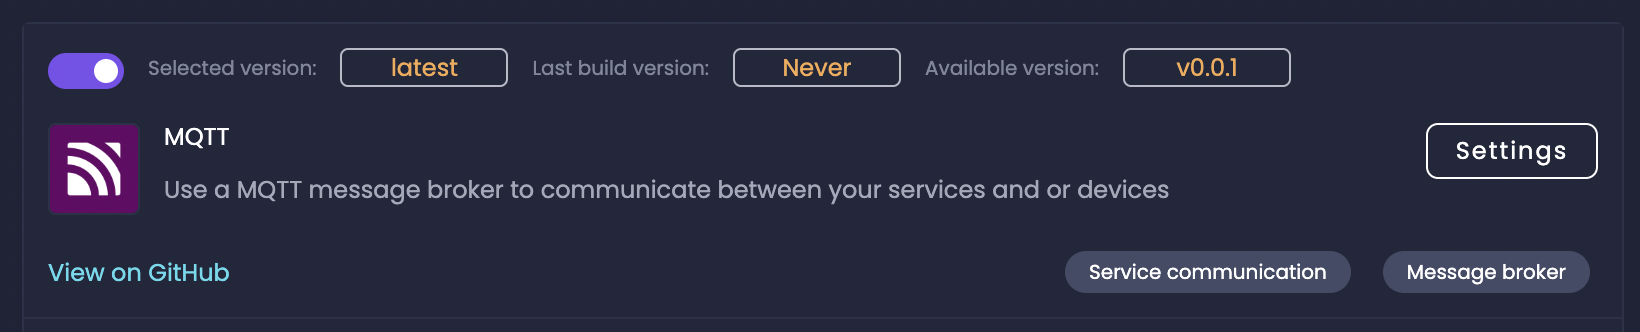 Selected version: latest Last build version: Never Available version: v0.0.1
MQTT
Settings
Use a MQTT message broker to communicate between your services and or devices
View on GitHub Service communication Message broker